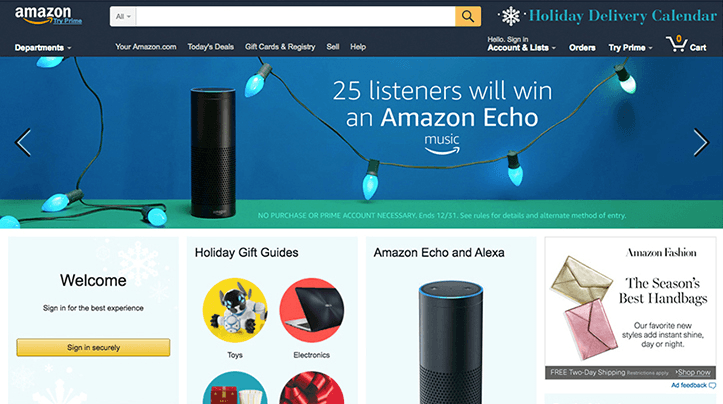 amazon
Try Prime
All
Holiday Delivery Calendar
Departments
Your Amazon.com Today's Deals Gift Cards & Registry Sell Help
Hello. Sign in
Account & Lists Orders Try Prime 0 Cart
25 listeners will win
an Amazon Echo
music
NO PURCHASE OR PRIME ACCOUNT NECESSARY. Ends 12/31. See rules for details and alternate method of entry.
Welcome
Sign in for the best experience
Sign in securely
Holiday Gift Guides
Toys Electronics
Amazon Echo and Alexa
Amazon Fashion
The Season's
Best Handbags
Our favorite new
styles add instant shine,
day or night.
FREE Two-Day Shipping Restrictions apply. Shop now
Ad feedback